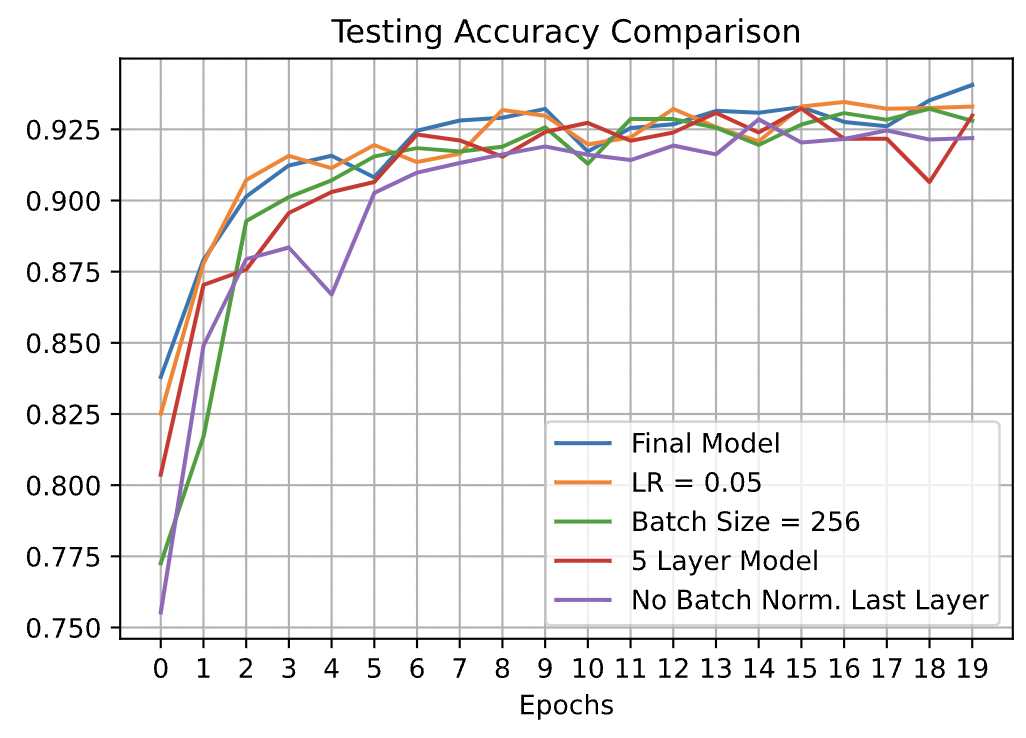 Testing Accuracy Comparison
0.925
0.900
0.875
0.850
0.825
0.800
0.775
0.750
Final Model
LR = 0.05
Batch Size = 256
5 Layer Model
No Batch Norm. Last Layer
0 1 2 3 4 5 6 7 8 9 10 11 12 13 14 15 16 17 18 19
Epochs